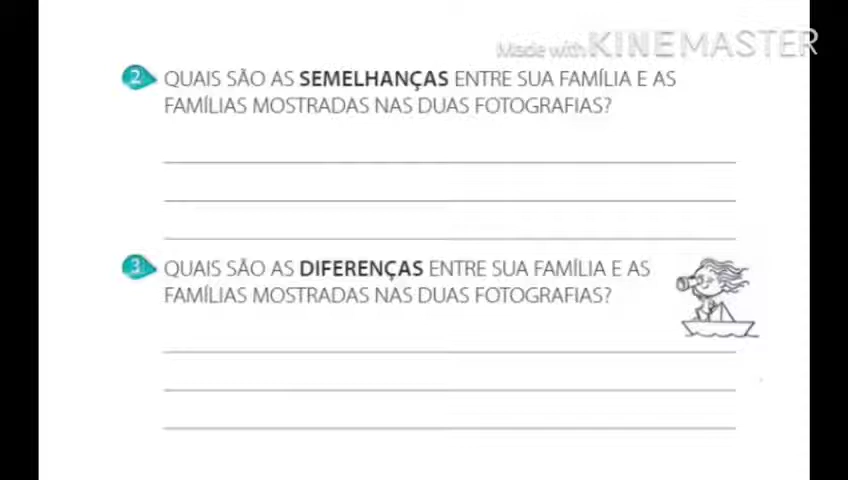 Made with KINEMASTER
2 QUAIS SÃO AS SEMELHANÇAS ENTRE SUA FAMÍLIA E AS
FAMÍLIAS MOSTRADAS NAS DUAS FOTOGRAFIAS?
3 QUAIS SÃO AS DIFERENÇAS ENTRE SUA FAMÍLIA E AS
FAMÍLIAS MOSTRADAS NAS DUAS FOTOGRAFIAS?